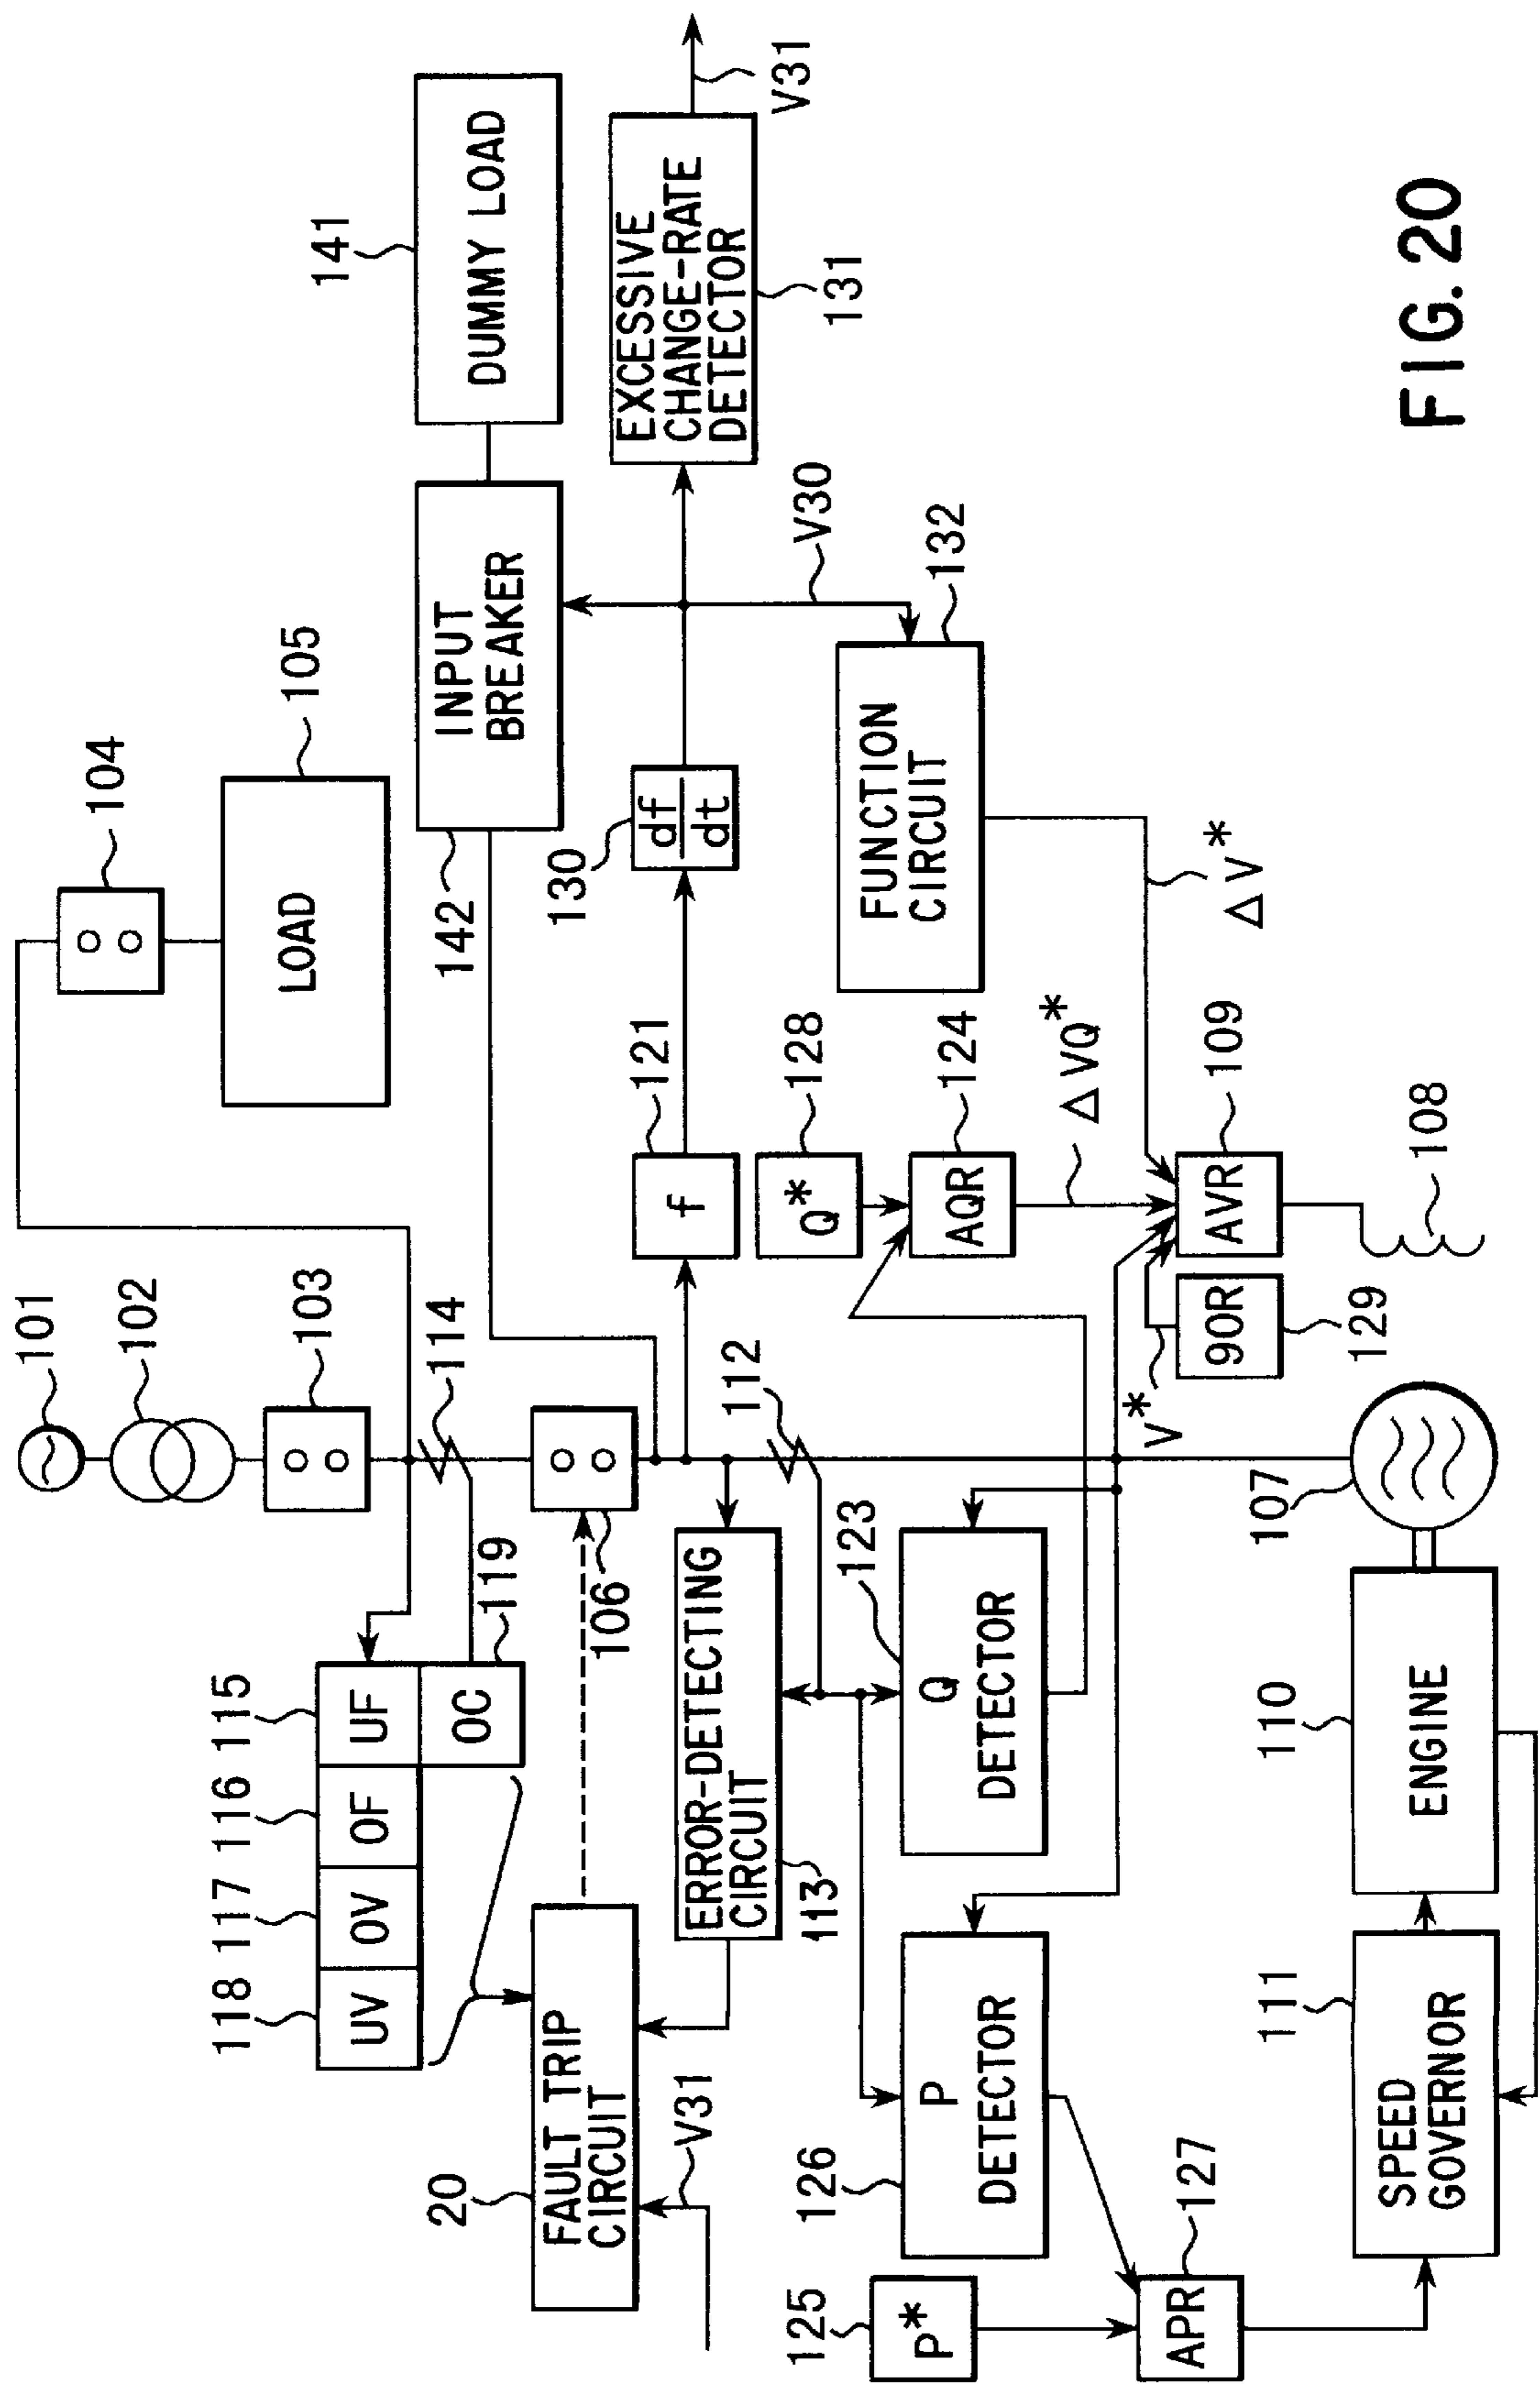 101
102
103
104
105
LOAD
114
118
117
116
115
UV
OV
OF
UF
OC
119
20
FAULT TRIP
CIRCUIT
V31
106
142
INPUT
BREAKER
141
DUMMY LOAD
ERROR-DETECTING
CIRCUIT
113
112
121
f
130
df
dt
EXCESSIVE
CHANGE-RATE
DETECTOR
131
V31
V30
125
P*
126
P
DETECTOR
123
Q
DETECTOR
128
Q*
124
AQR
132
FUNCTION
CIRCUIT
127
APR
V*
ΔVQ*
ΔV*
109
AVR
90R
129
108
111
SPEED
GOVERNOR
110
ENGINE
107
FIG. 20